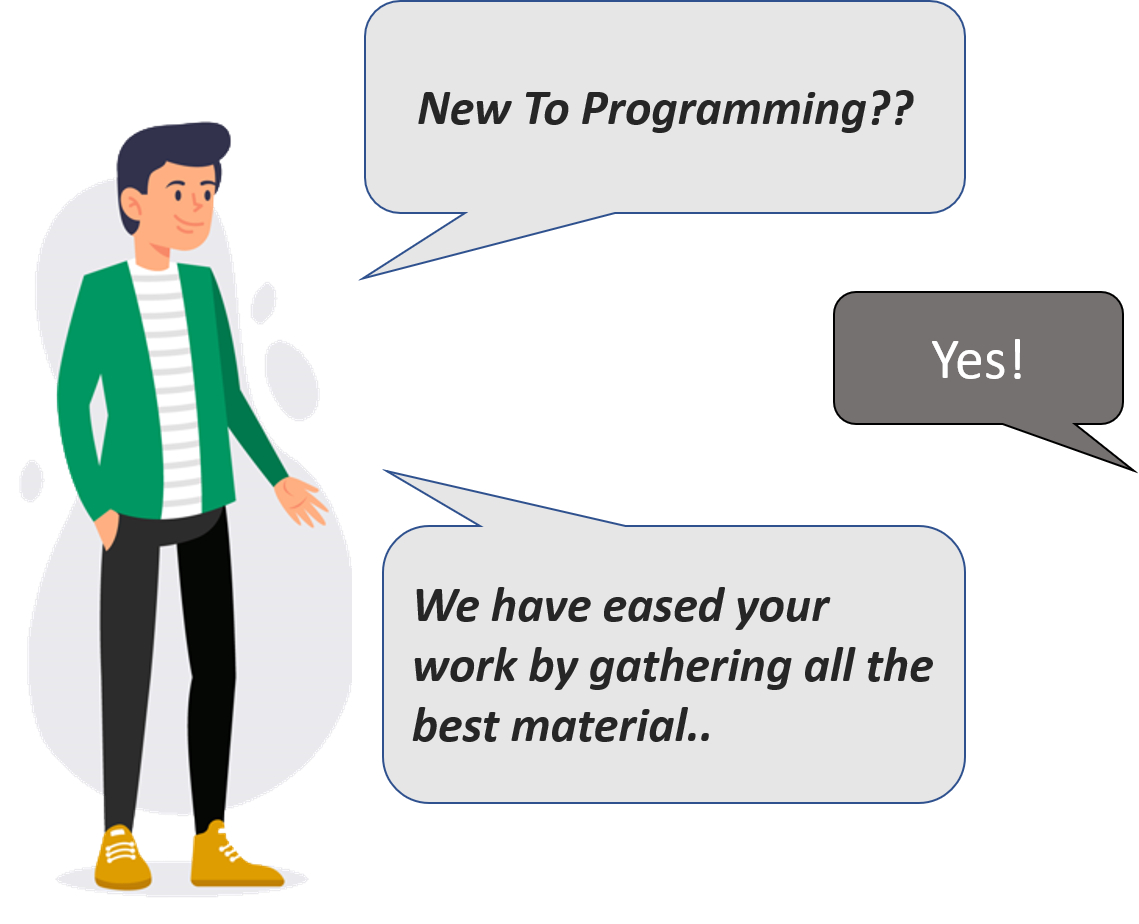 New To Programming??
Yes!
We have eased your
work by gathering all the
best material..